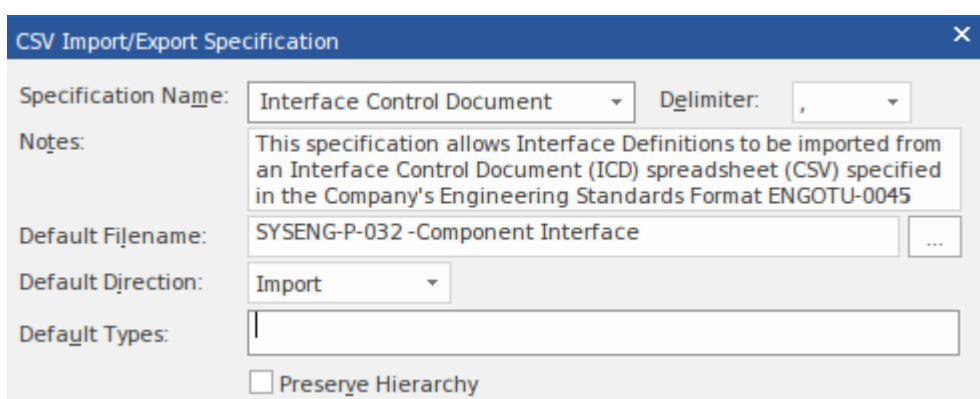 CSV Import/Export Specification
Specification Name: Interface Control Document Delimiter: ,
Notes: This specification allows Interface Definitions to be imported from
an Interface Control Document (ICD) spreadsheet (CSV) specified
in the Company's Engineering Standards Format ENGOTU-0045
Default Filename: SYSENG-P-032 -Component Interface ...
Default Direction: Import
Default Types:
Preserve Hierarchy